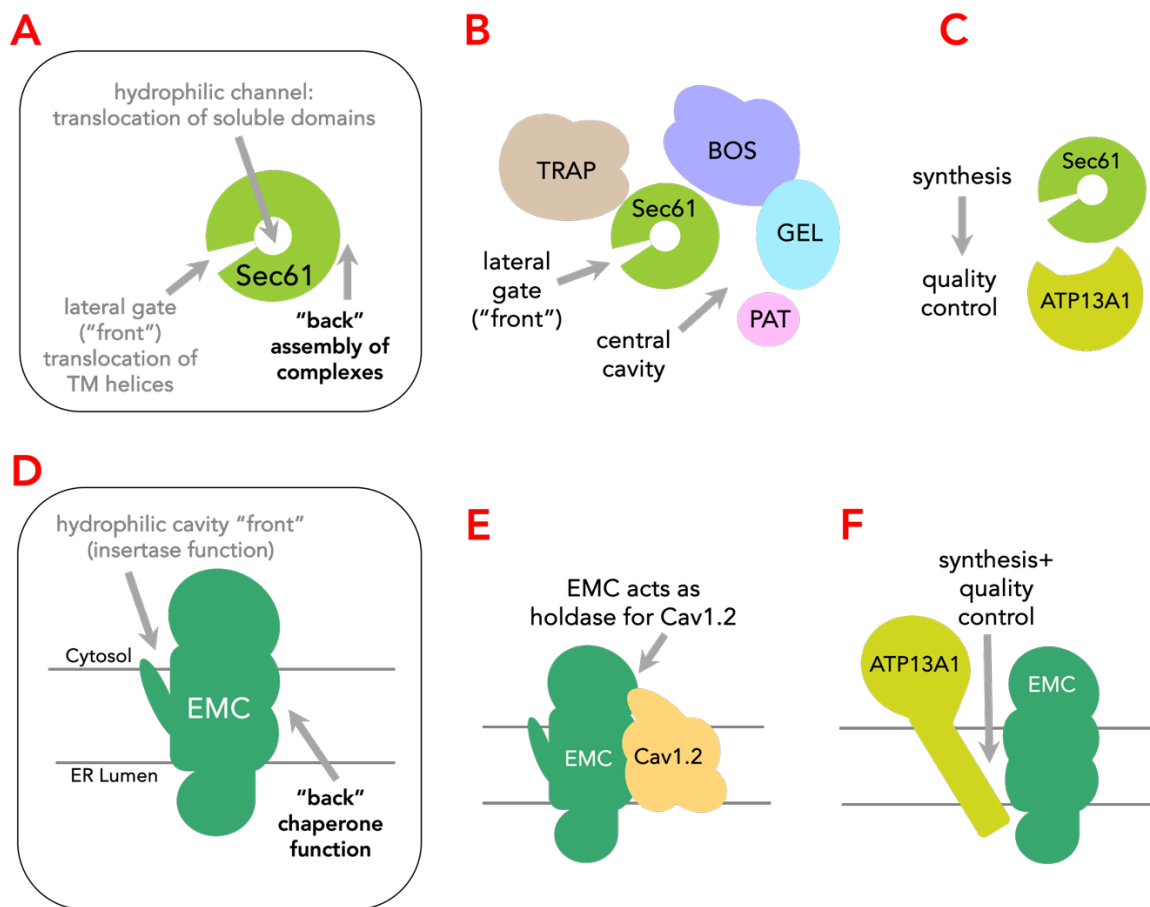 A
hydrophilic channel:
translocation of soluble domains
Sec61
lateral gate
("front")
translocation of
TM helices
"back"
assembly of
complexes
B
TRAP
BOS
Sec61
GEL
PAT
lateral
gate
("front")
central
cavity
C
synthesis
quality
control
Sec61
ATP13A1
D
hydrophilic cavity "front"
(insertase function)
Cytosol
EMC
ER Lumen
"back"
chaperone
function
E
EMC acts as
holdase for Cav1.2
EMC
Cav1.2
F
synthesis+
quality
control
ATP13A1
EMC